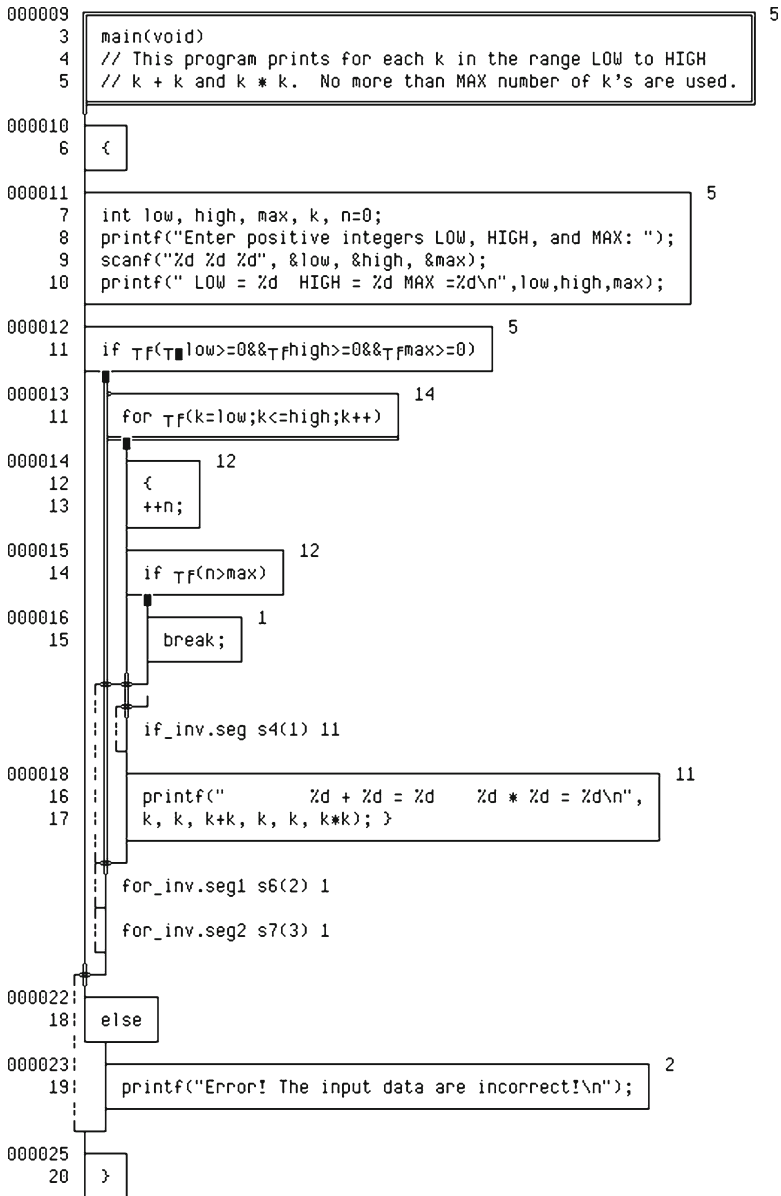 000009 5
3 main(void)
4 // This program prints for each k in the range LOW to HIGH
5 // k + k and k * k.  No more than MAX number of k's are used.
000010
6 {
000011 5
7 int low, high, max, k, n=0;
8 printf("Enter positive integers LOW, HIGH, and MAX: ");
9 scanf("%d %d %d", &low, &high, &max);
10 printf(" LOW = %d  HIGH = %d MAX =%d\n",low,high,max);
000012 5
11 if TF(T■low>=0&&TFhigh>=0&&TFmax>=0)
000013 14
11 for TF(k=low;k<=high;k++)
000014 12
12 {
13 ++n;
000015 12
14 if TF(n>max)
000016 1
15 break;
if_inv.seg s4(1) 11
000018 11
16 printf("        %d + %d = %d    %d * %d = %d\n",
17 k, k, k+k, k, k, k*k); }
for_inv.seg1 s6(2) 1
for_inv.seg2 s7(3) 1
000022
18 else
000023 2
19 printf("Error! The input data are incorrect!\n");
000025
20 }